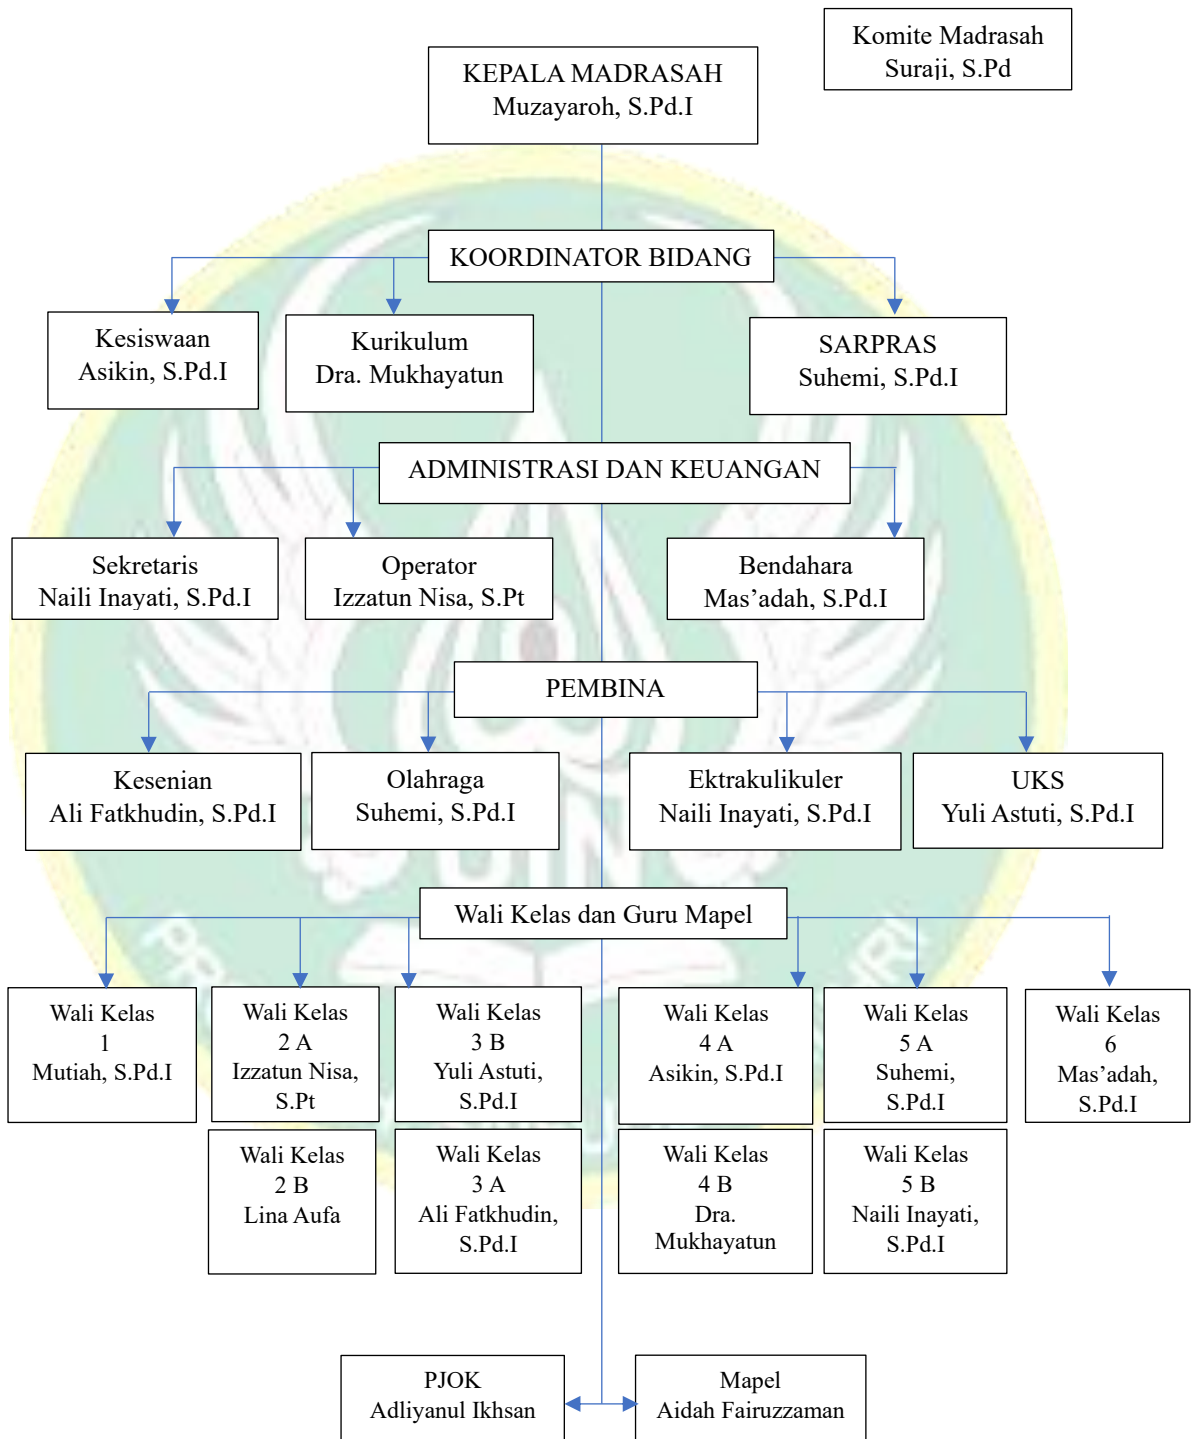 Komite Madrasah
Suraji, S.Pd
KEPALA MADRASAH
Muzayaroh, S.Pd.I
KOORDINATOR BIDANG
Kesiswaan
Asikin, S.Pd.I
Kurikulum
Dra. Mukhayatun
SARPRAS
Suhemi, S.Pd.I
ADMINISTRASI DAN KEUANGAN
Sekretaris
Naili Inayati, S.Pd.I
Operator
Izzatun Nisa, S.Pt
Bendahara
Mas’adah, S.Pd.I
PEMBINA
Kesenian
Ali Fatkhudin, S.Pd.I
Olahraga
Suhemi, S.Pd.I
Ektrakulikuler
Naili Inayati, S.Pd.I
UKS
Yuli Astuti, S.Pd.I
Wali Kelas dan Guru Mapel
Wali Kelas
1
Mutiah, S.Pd.I
Wali Kelas
2 A
Izzatun Nisa,
S.Pt
Wali Kelas
3 B
Yuli Astuti,
S.Pd.I
Wali Kelas
4 A
Asikin, S.Pd.I
Wali Kelas
5 A
Suhemi,
S.Pd.I
Wali Kelas
6
Mas’adah,
S.Pd.I
Wali Kelas
2 B
Lina Aufa
Wali Kelas
3 A
Ali Fatkhudin,
S.Pd.I
Wali Kelas
4 B
Dra.
Mukhayatun
Wali Kelas
5 B
Naili Inayati,
S.Pd.I
PJOK
Adliyanul Ikhsan
Mapel
Aidah Fairuzzaman
UIN